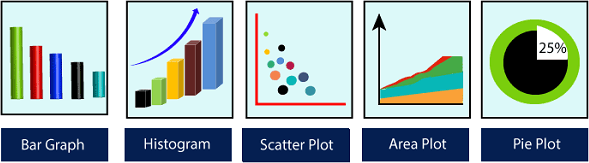 25%
Bar Graph
Histogram
Scatter Plot
Area Plot
Pie Plot